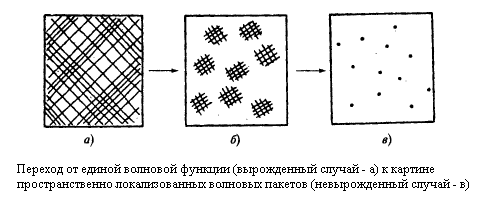 а) б) в)
Переход от единой волновой функции (вырожденный случай - а) к картине
пространственно локализованных волновых пакетов (невырожденный случай - в)